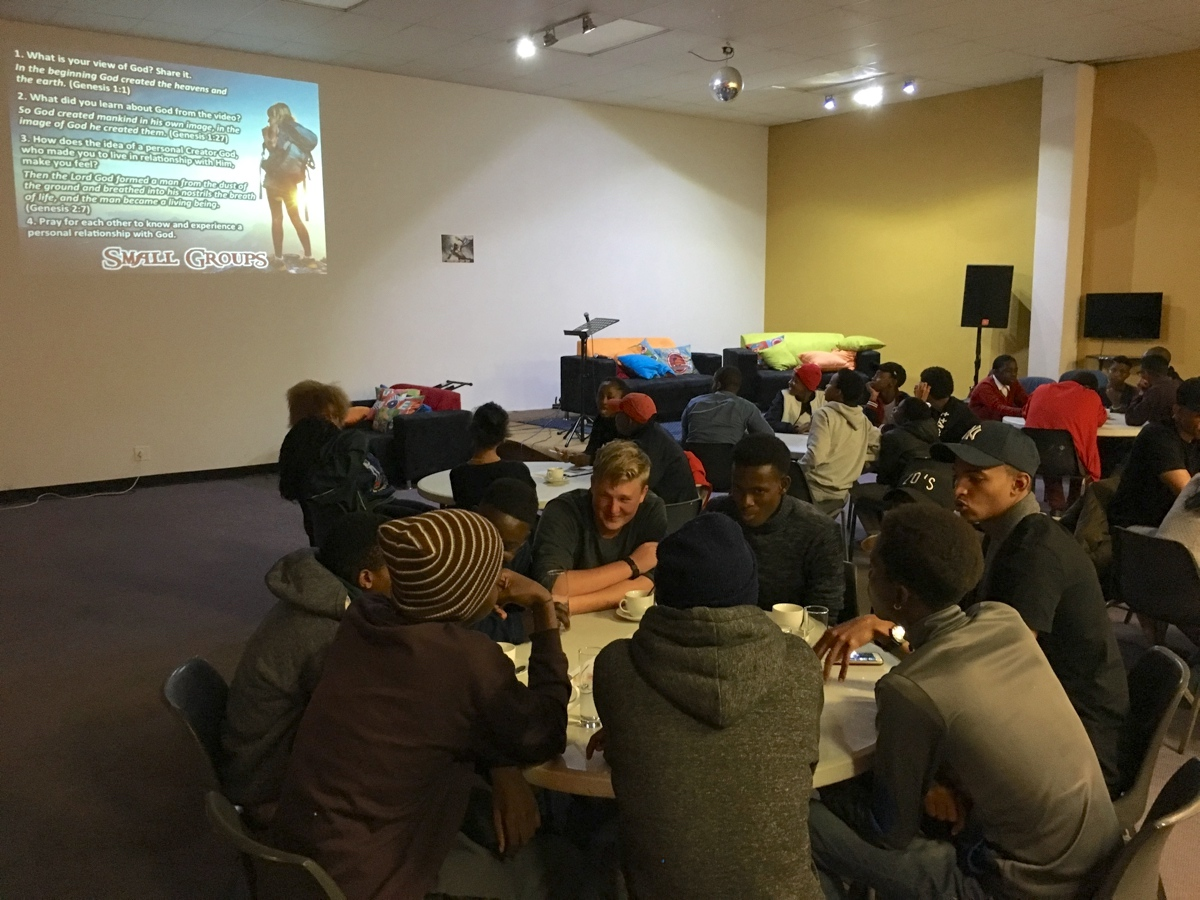 1. What is your view of God? Share it.
In the beginning God created the heavens and
the earth. (Genesis 1:1)
2. What did you learn about God from the video?
So God created mankind in his own image, in the
image of God he created them. (Genesis 1:27)
3. How does the idea of a personal Creator God,
who made you to live in relationship with Him,
make you feel?
Then the Lord God formed a man from the dust of
the ground and breathed into his nostrils the breath
of life, and the man became a living being.
(Genesis 2:7)
4. Pray for each other to know and experience a
personal relationship with God.
Small Groups